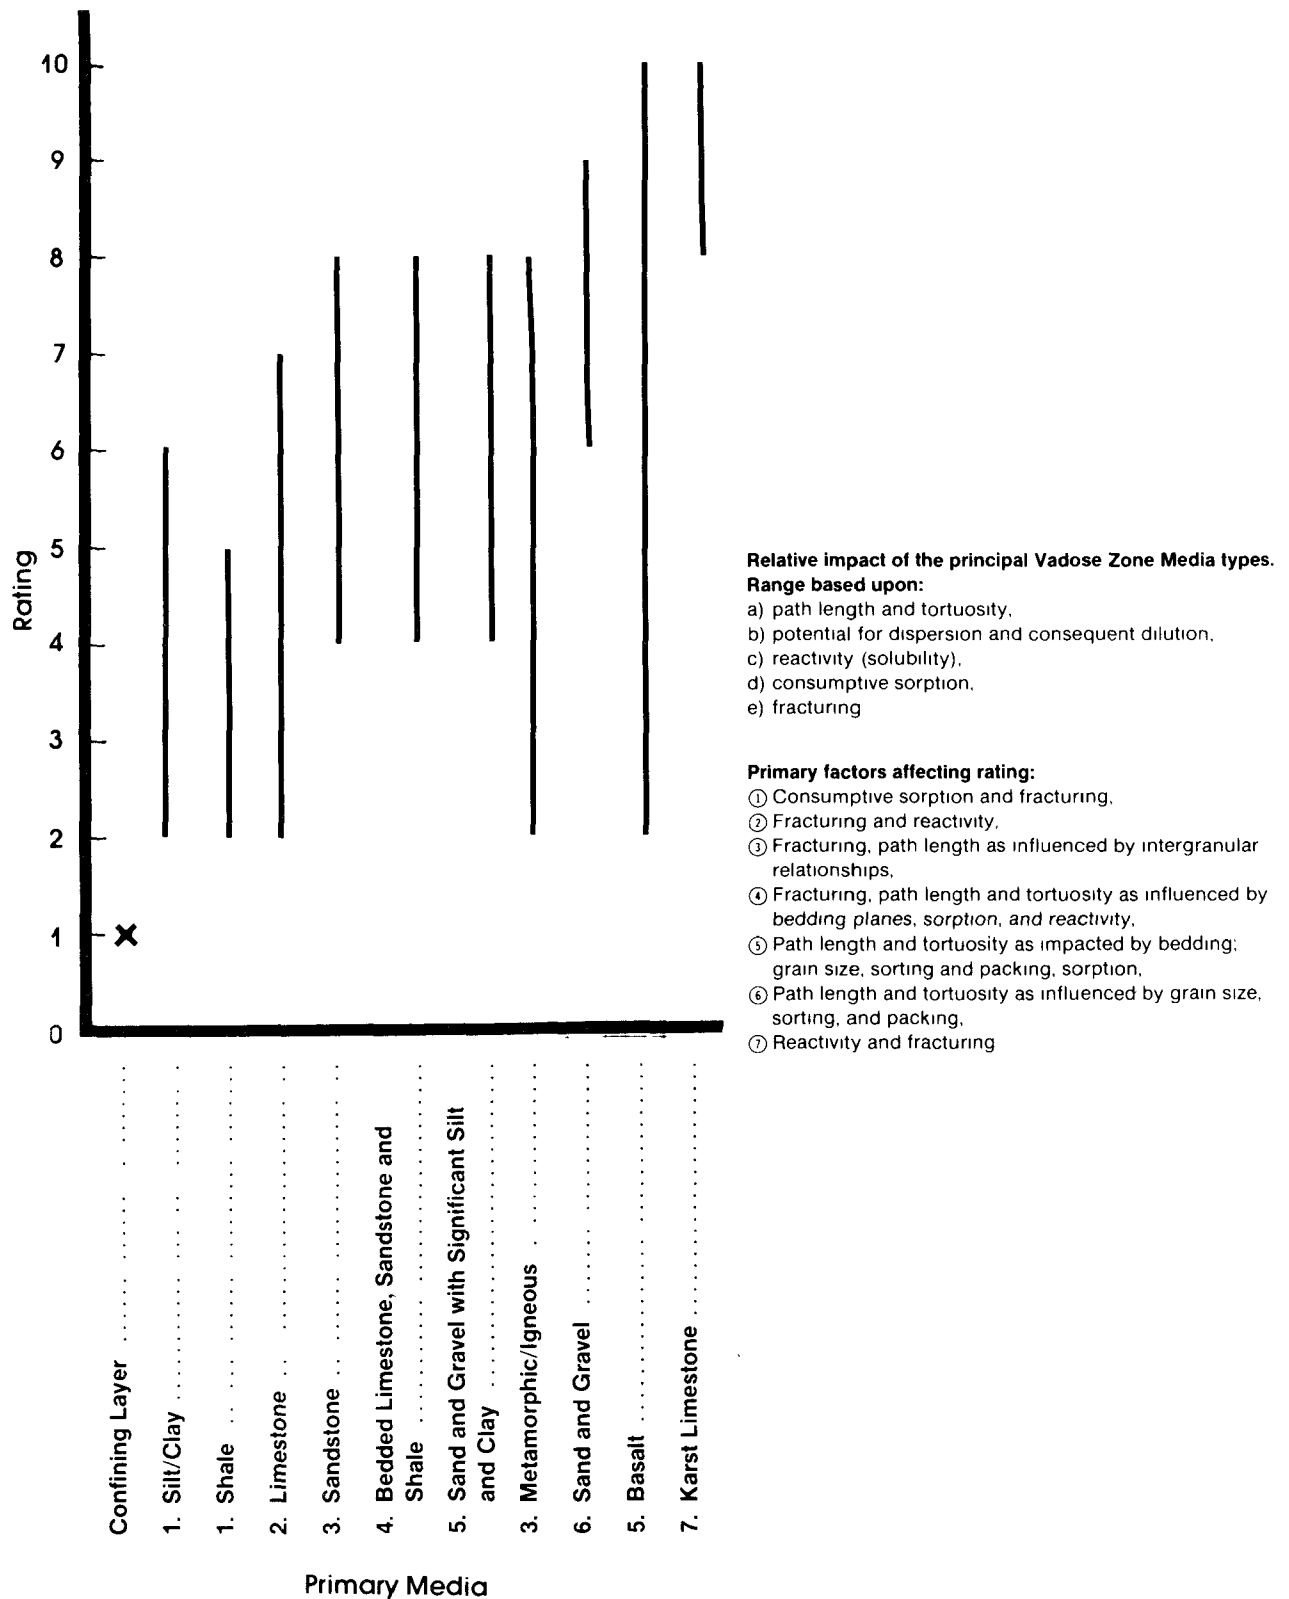 10
9
8
7
6
5
4
3
2
1
0
Rating
Relative impact of the principal Vadose Zone Media types.
Range based upon:
a) path length and tortuosity,
b) potential for dispersion and consequent dilution,
c) reactivity (solubility),
d) consumptive sorption,
e) fracturing
Primary factors affecting rating:
① Consumptive sorption and fracturing,
② Fracturing and reactivity,
③ Fracturing, path length as influenced by intergranular
relationships,
④ Fracturing, path length and tortuosity as influenced by
bedding planes, sorption, and reactivity,
⑤ Path length and tortuosity as impacted by bedding;
grain size, sorting and packing, sorption,
⑥ Path length and tortuosity as influenced by grain size,
sorting, and packing,
⑦ Reactivity and fracturing
Confining Layer
1. Silt/Clay
1. Shale
2. Limestone
3. Sandstone
4. Bedded Limestone, Sandstone and
Shale
5. Sand and Gravel with Significant Silt
and Clay
3. Metamorphic/Igneous
6. Sand and Gravel
5. Basalt
7. Karst Limestone
Primary Media